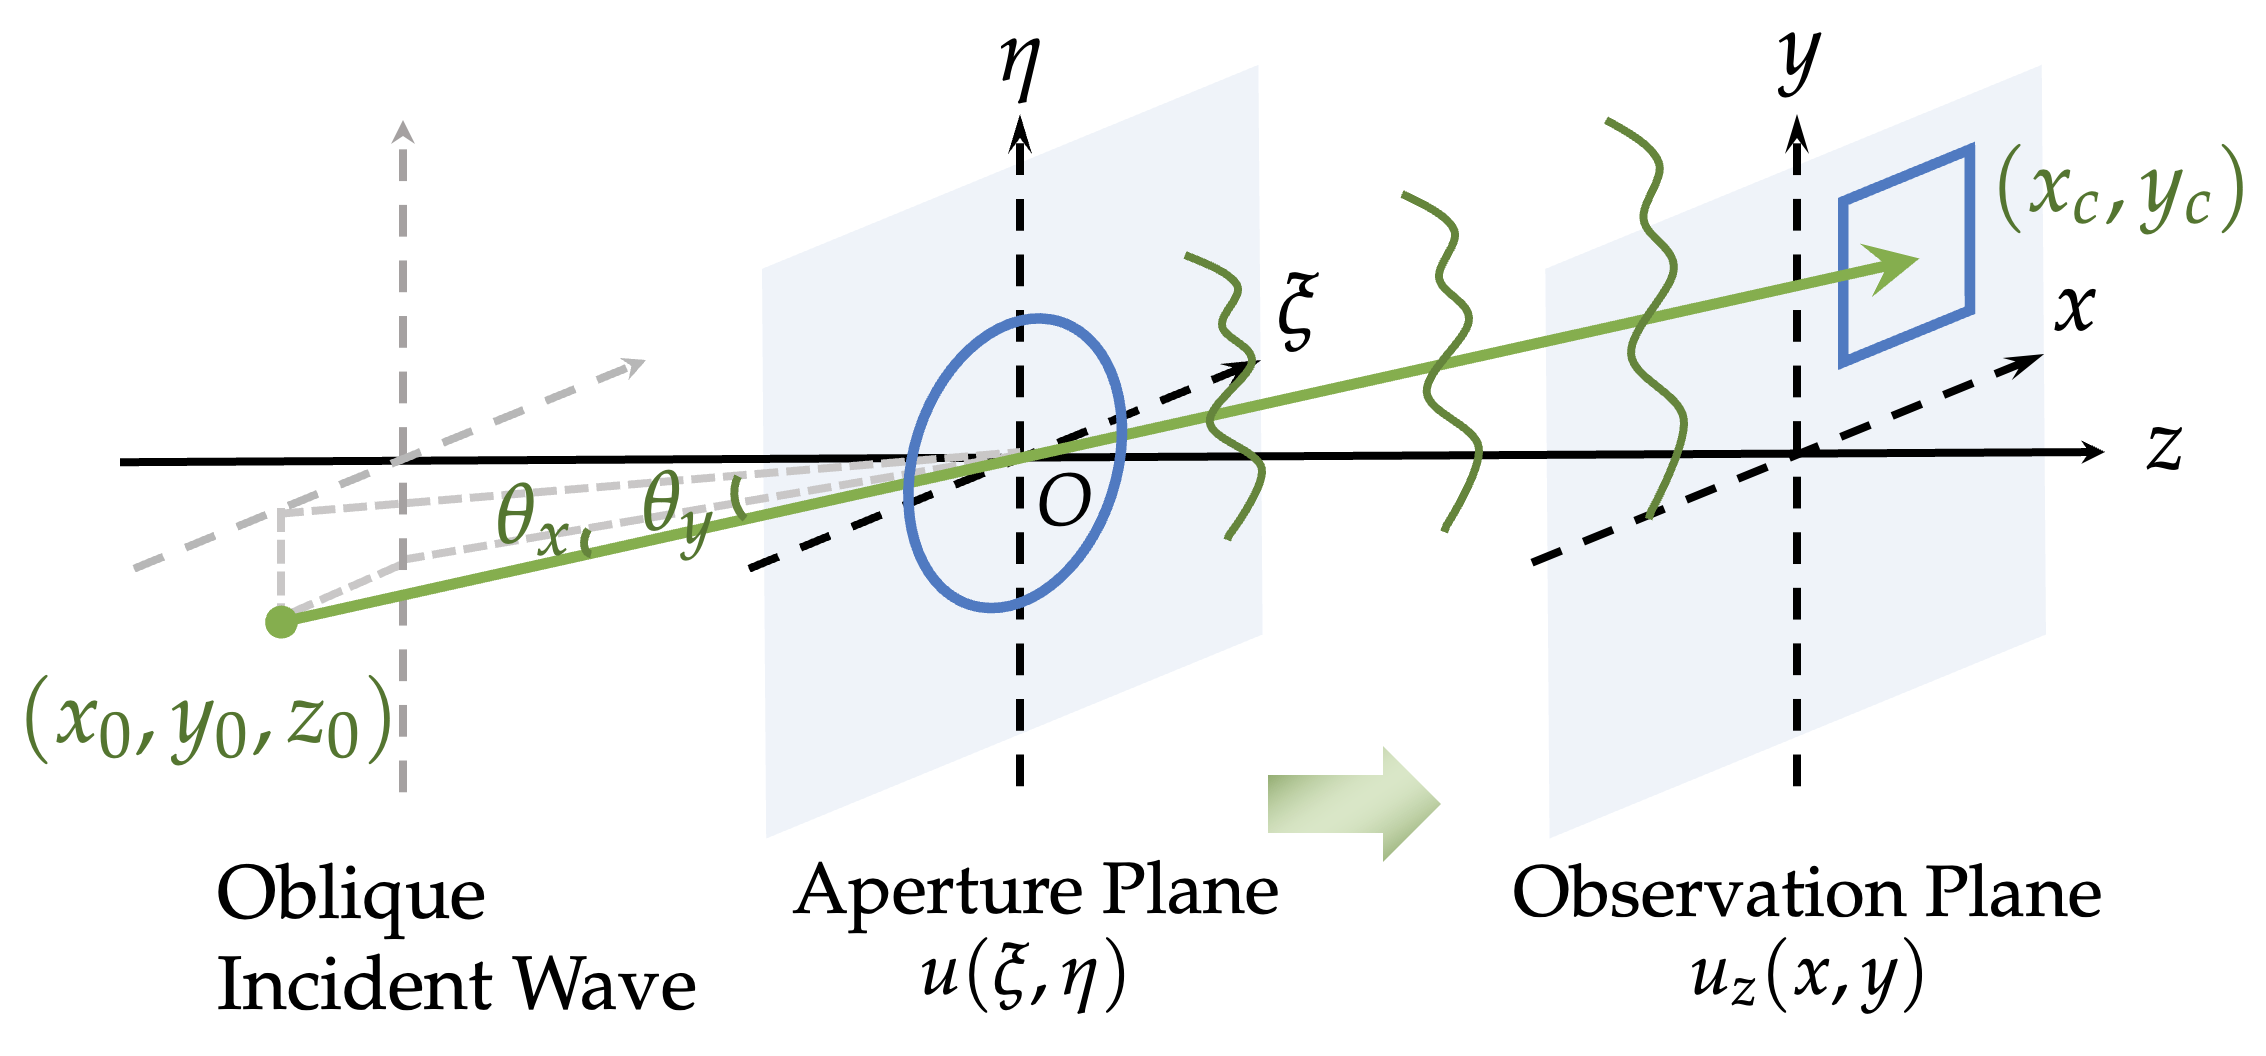 η
y
(x_c, y_c)
ξ
x
z
θ_x
θ_y
O
(x_0, y_0, z_0)
Oblique
Incident Wave
Aperture Plane
u(ξ, η)
Observation Plane
u_z(x, y)